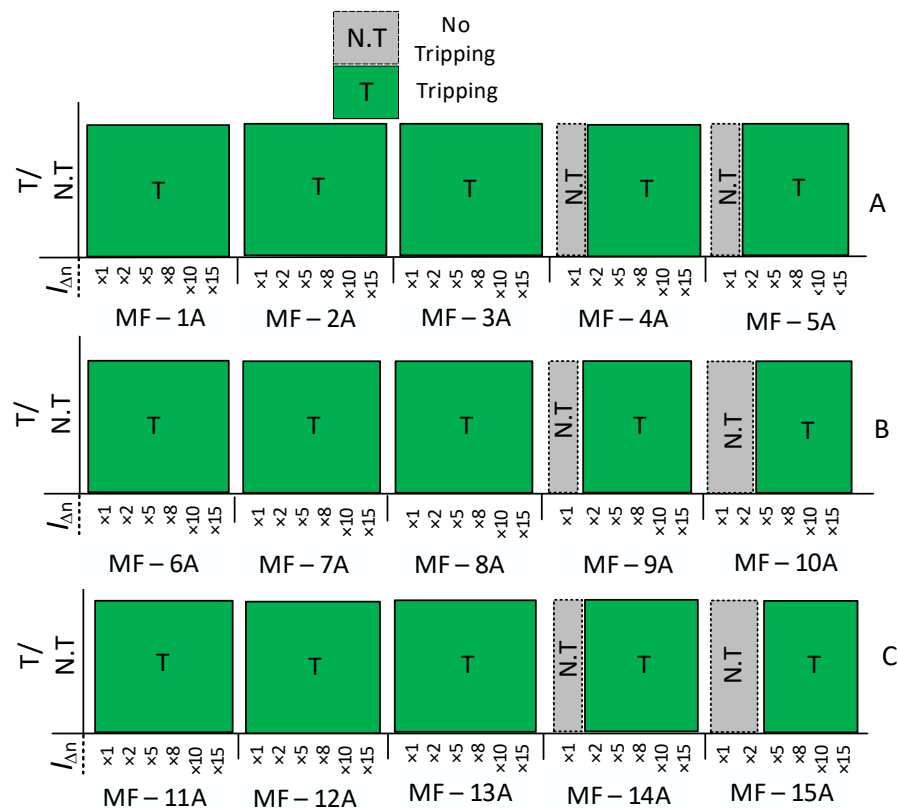 N.T No Tripping
T Tripping
T/ N.T
T T T N.T T N.T T A
IΔn ×1 ×2 ×5 ×8 ×10 ×15 ×1 ×2 ×5 ×8 ×10 ×15 ×1 ×2 ×5 ×8 ×10 ×15 ×1 ×2 ×5 ×8 ×10 ×15 ×1 ×2 ×5 ×8 ×10 ×15
MF – 1A MF – 2A MF – 3A MF – 4A MF – 5A
T/ N.T
T T T N.T T N.T T B
IΔn ×1 ×2 ×5 ×8 ×10 ×15 ×1 ×2 ×5 ×8 ×10 ×15 ×1 ×2 ×5 ×8 ×10 ×15 ×1 ×2 ×5 ×8 ×10 ×15 ×1 ×2 ×5 ×8 ×10 ×15
MF – 6A MF – 7A MF – 8A MF – 9A MF – 10A
T/ N.T
T T T N.T T N.T T C
IΔn ×1 ×2 ×5 ×8 ×10 ×15 ×1 ×2 ×5 ×8 ×10 ×15 ×1 ×2 ×5 ×8 ×10 ×15 ×1 ×2 ×5 ×8 ×10 ×15 ×1 ×2 ×5 ×8 ×10 ×15
MF – 11A MF – 12A MF – 13A MF – 14A MF – 15A